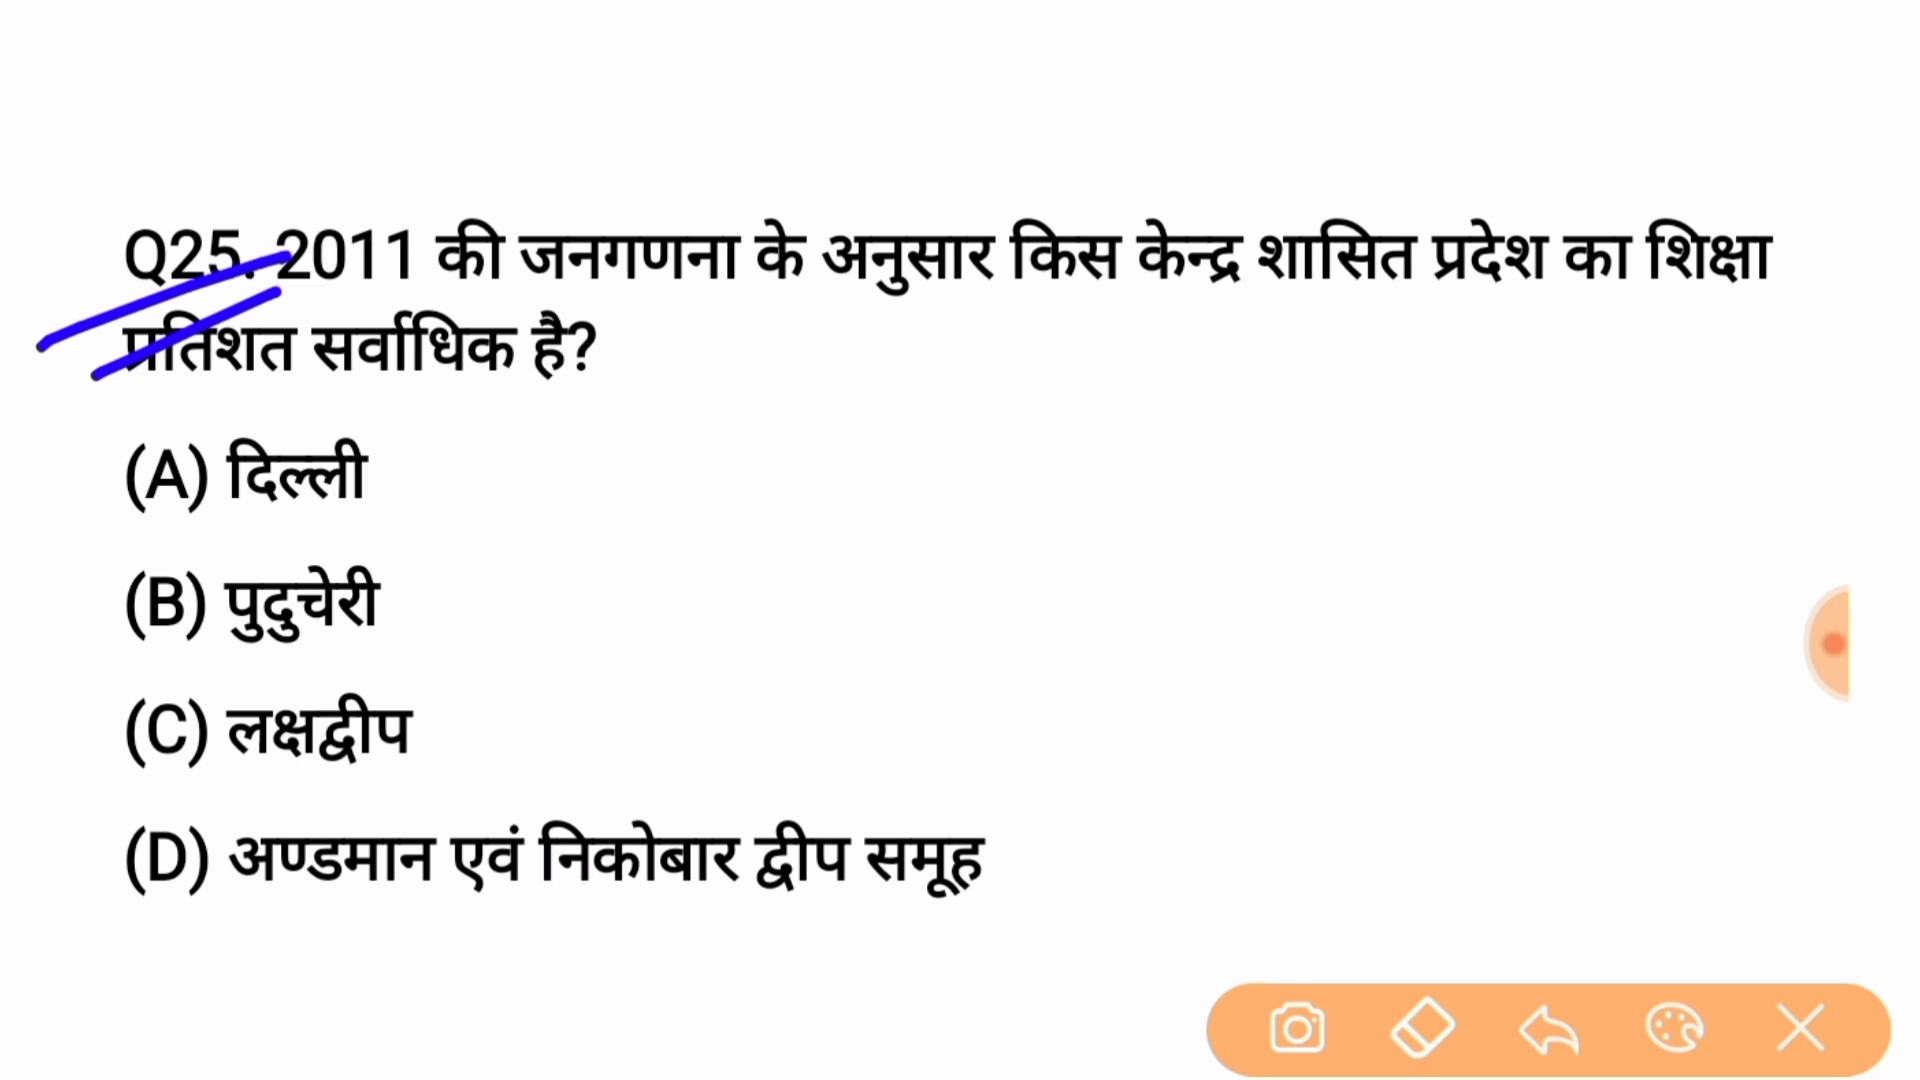 Q25. 2011 की जनगणना के अनुसार किस केन्द्र शासित प्रदेश का शिक्षा
प्रतिशत सर्वाधिक है?
(A) दिल्ली
(B) पुदुचेरी
(C) लक्षद्वीप
(D) अण्डमान एवं निकोबार द्वीप समूह